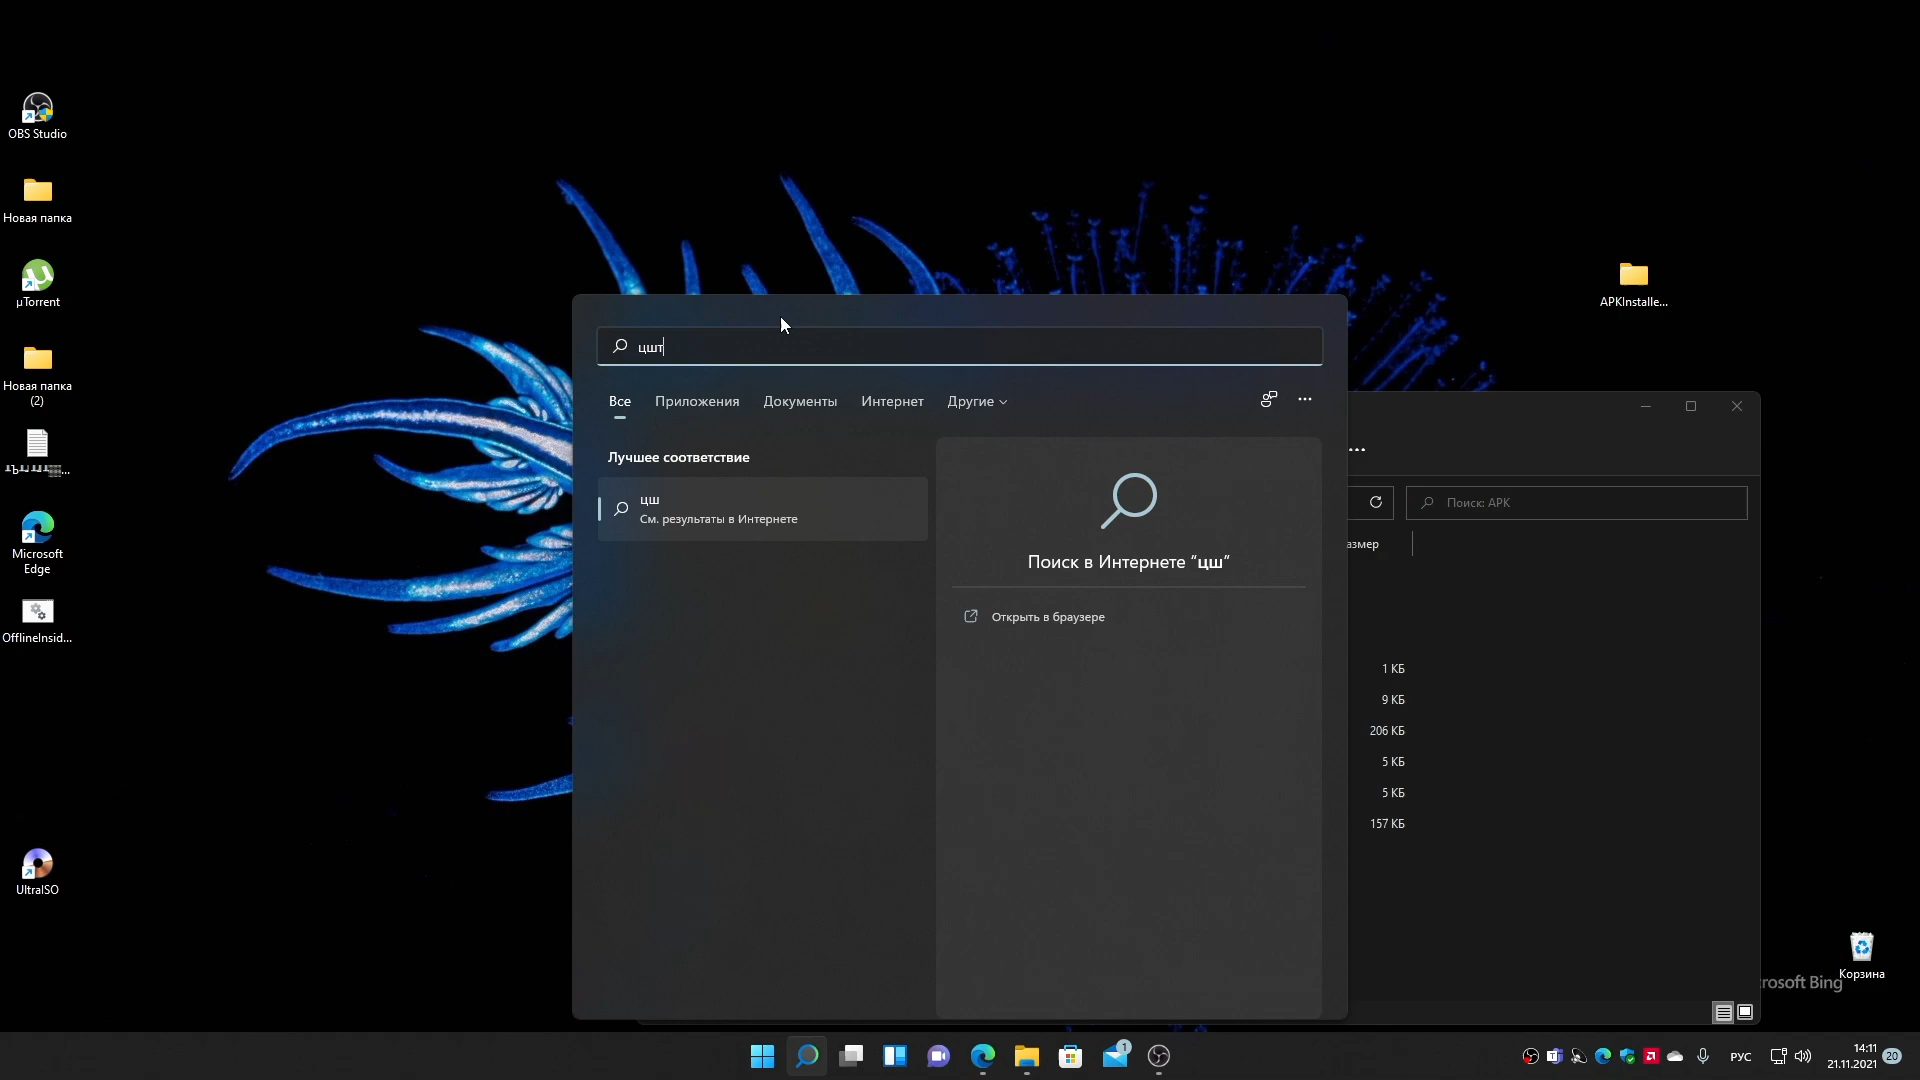 OBS Studio
Новая папка
µTorrent
Новая папка
(2)
Microsoft
Edge
OfflineInsid...
UltraISO
APKInstalle...
Корзина
rosoft Bing
цшт
Все
Приложения
Документы
Интернет
Другие
Лучшее соответствие
цш
См. результаты в Интернете
Поиск в Интернете “цш”
Открыть в браузере
Поиск: APK
азмер
1 КБ
9 КБ
206 КБ
5 КБ
5 КБ
157 КБ
1
РУС
14:11
21.11.2021
20